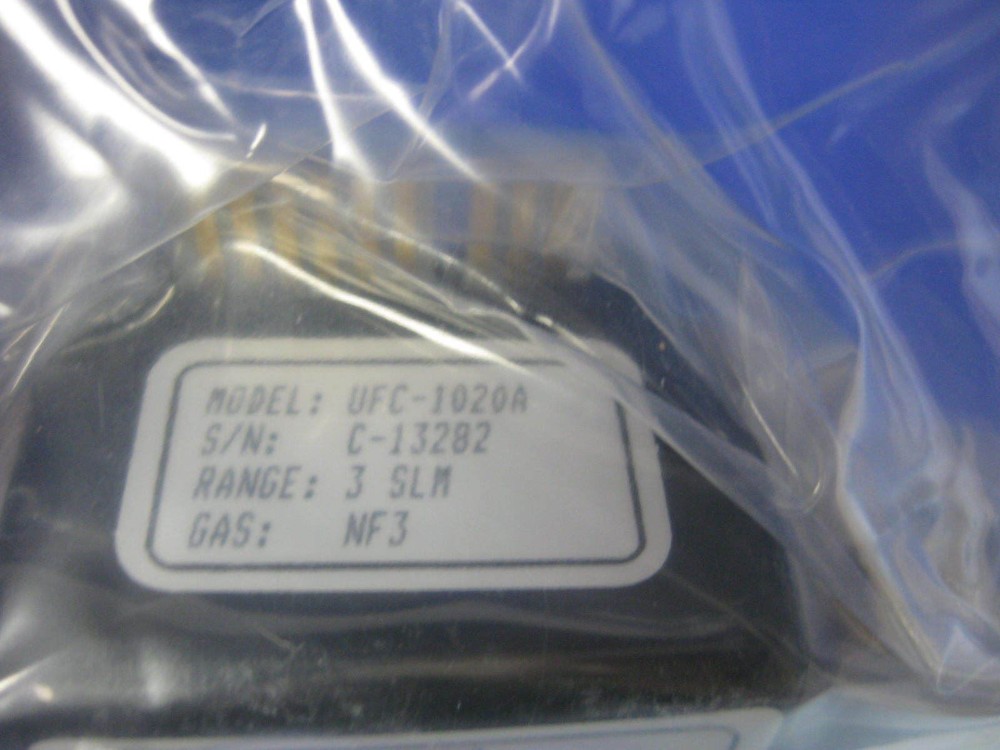 MODEL: UFC-1020A
S/N: C-13282
RANGE: 3 SLM
GAS: NF3